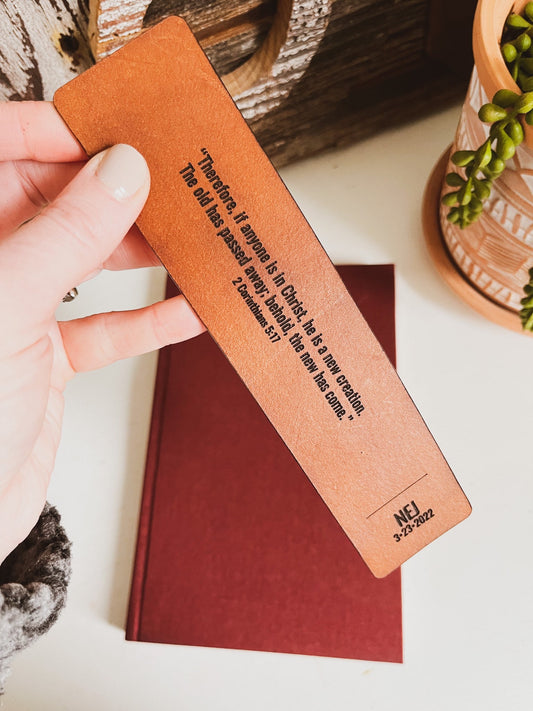 “Therefore, if anyone is in Christ, he is a new creation.
The old has passed away; behold, the new has come.”
2 Corinthians 5:17
NEJ
3-23-2022